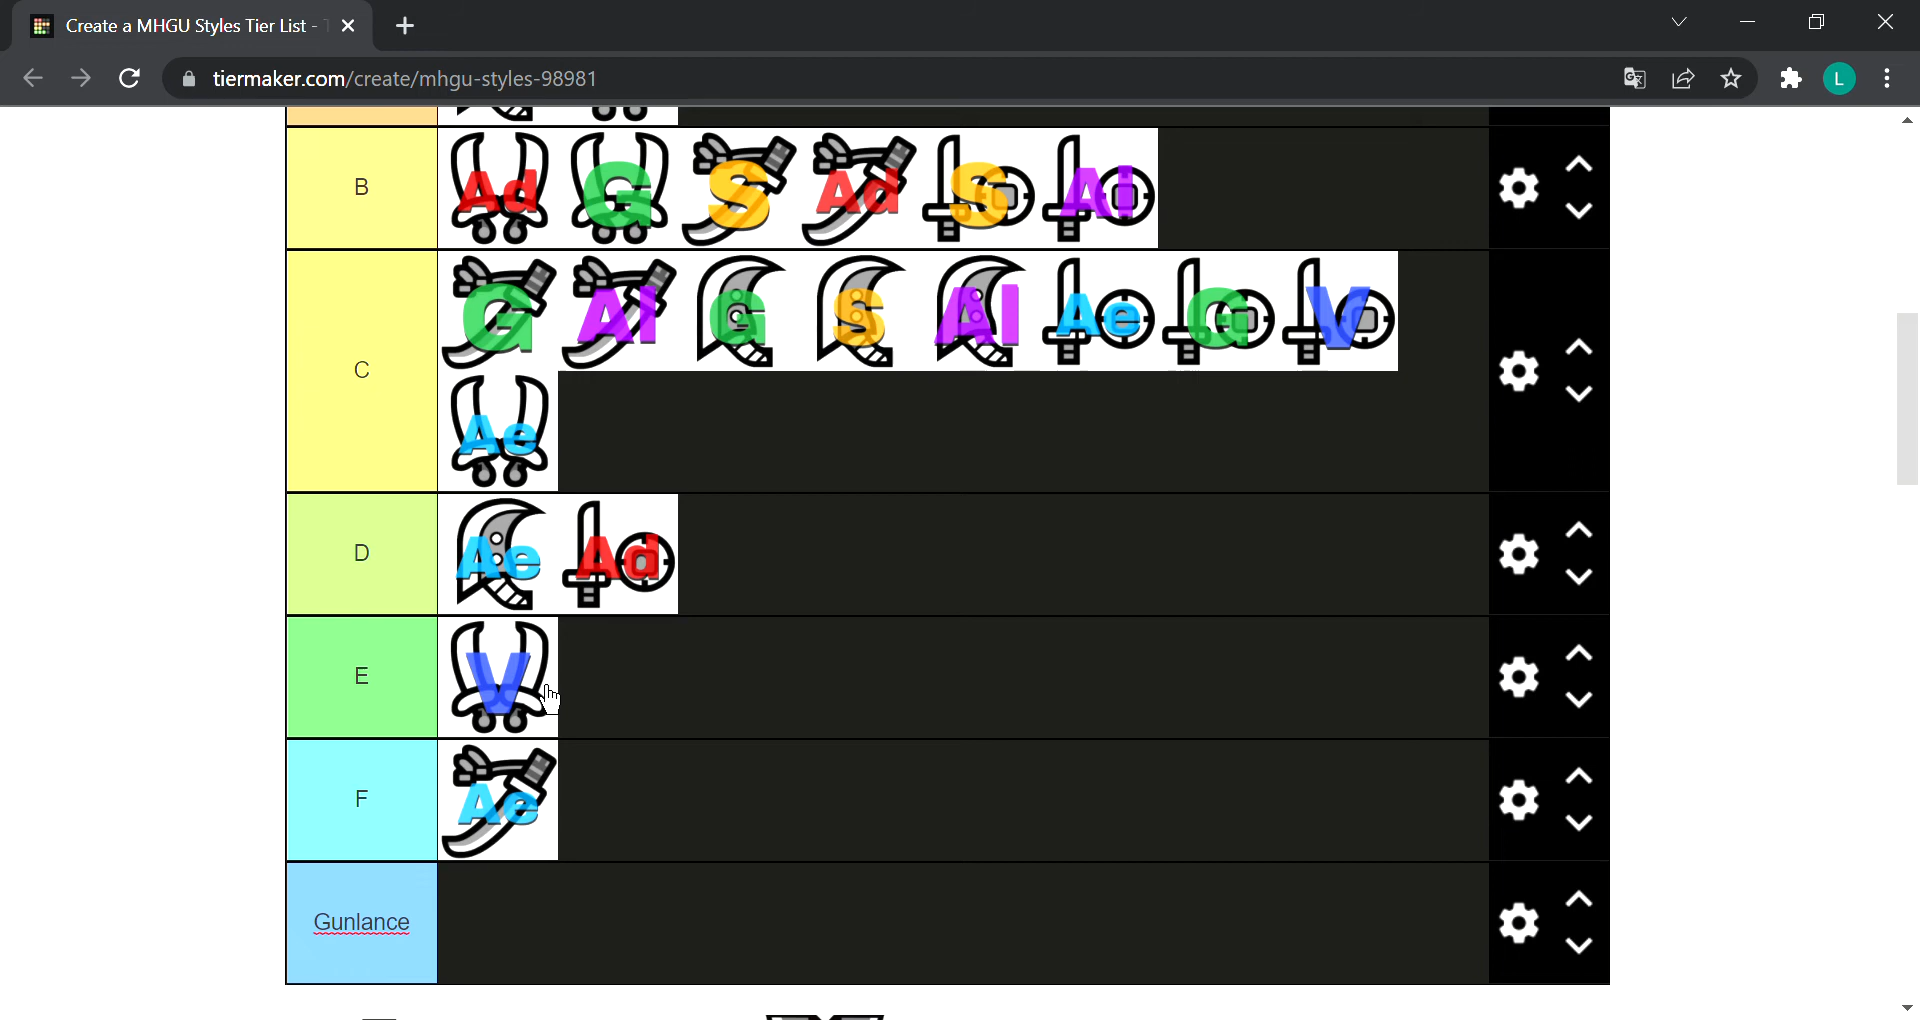 Create a MHGU Styles Tier List -
tiermaker.com/create/mhgu-styles-98981
L
B
Ad G S Ad S Al
C
G Al G S Al Ae G V
Ae
D
Ae Ad
E
V
F
Ae
Gunlance